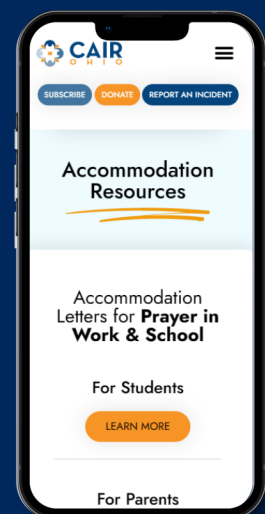 CAIR
OHIO
SUBSCRIBE
DONATE
REPORT AN INCIDENT
Accommodation
Resources
Accommodation
Letters for Prayer in
Work & School
For Students
LEARN MORE
For Parents